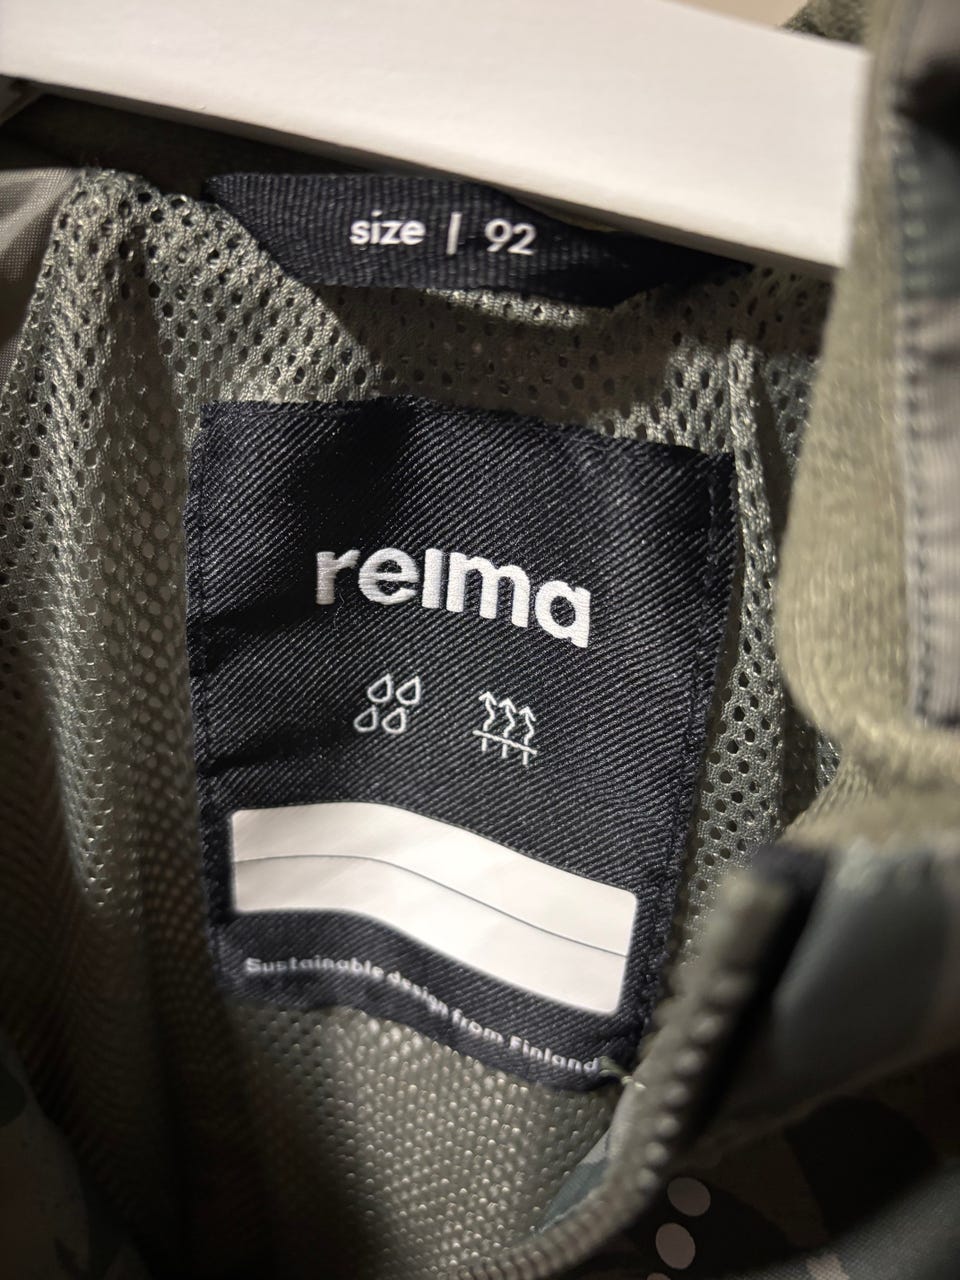 size | 92
reima
Sustainable design from Finland